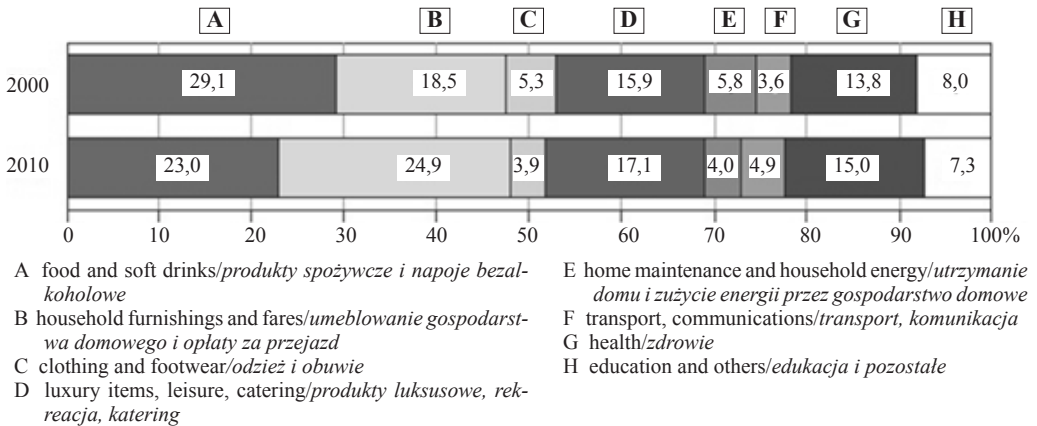 A B C D E F G H
2000 29,1 18,5 5,3 15,9 5,8 3,6 13,8 8,0
2010 23,0 24,9 3,9 17,1 4,0 4,9 15,0 7,3
0 10 20 30 40 50 60 70 80 90 100%
A food and soft drinks/produkty spożywcze i napoje bezal-
koholowe
B household furnishings and fares/umeblowanie gospodarst-
wa domowego i opłaty za przejazd
C clothing and footwear/odzież i obuwie
D luxury items, leisure, catering/produkty luksusowe, rek-
reacja, katering
E home maintenance and household energy/utrzymanie
domu i zużycie energii przez gospodarstwo domowe
F transport, communications/transport, komunikacja
G health/zdrowie
H education and others/edukacja i pozostałe